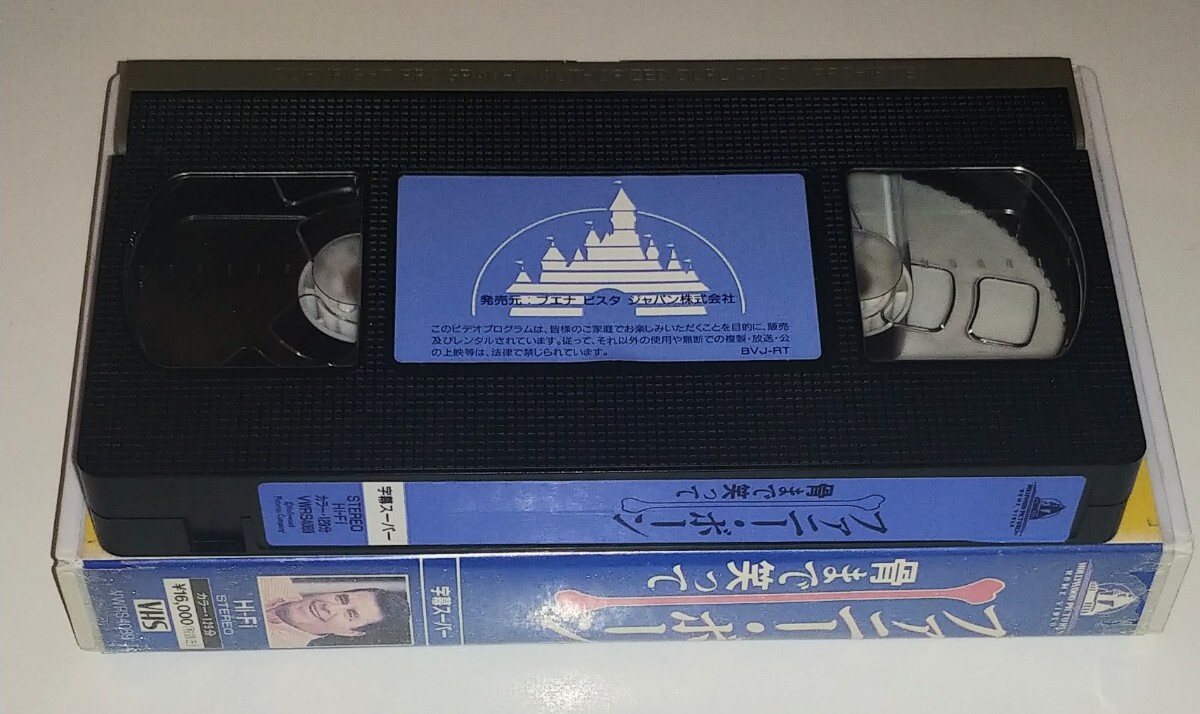 発売元：ブエナ ビスタ ジャパン株式会社
このビデオプログラムは、皆様のご家庭でお楽しみいただくことを目的に、販売
及びレンタルされています。従って、それ以外の使用や無断での複製・放送・公
の上映等は、法律で禁じられています。
BVJ-RT
ファニー・ボーン
骨まで笑って
字幕スーパー
STEREO
HI-FI
カラー・128分
ファニー・ボーン
骨まで笑って
字幕スーパー
HI-FI
STEREO
カラー・128分
¥16,000
VHS